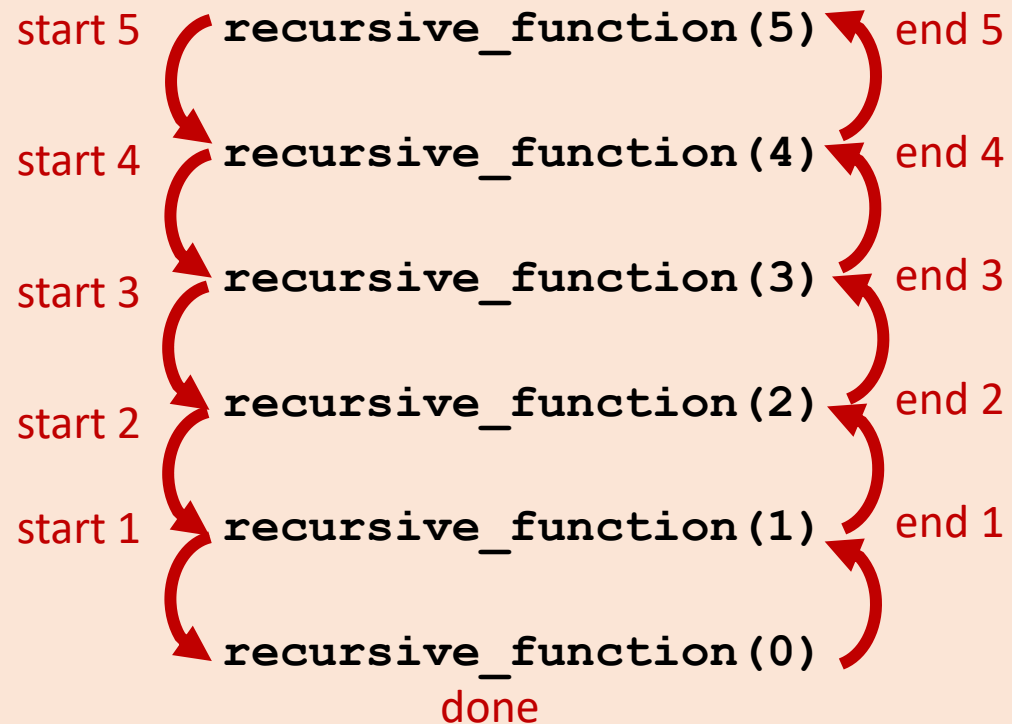 start 5 recursive_function(5) end 5
start 4 recursive_function(4) end 4
start 3 recursive_function(3) end 3
start 2 recursive_function(2) end 2
start 1 recursive_function(1) end 1
recursive_function(0)
done